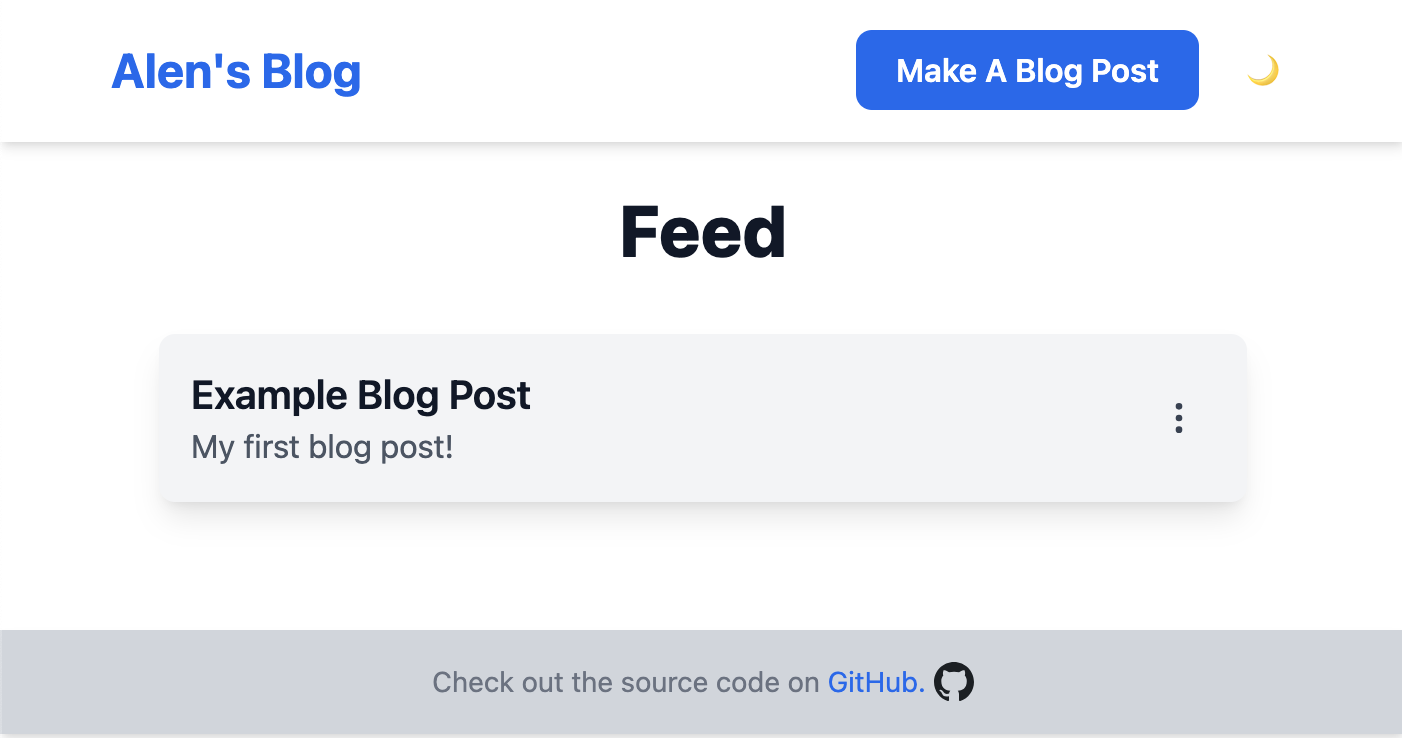 Alen's Blog
Make A Blog Post
Feed
Example Blog Post
My first blog post!
Check out the source code on GitHub.